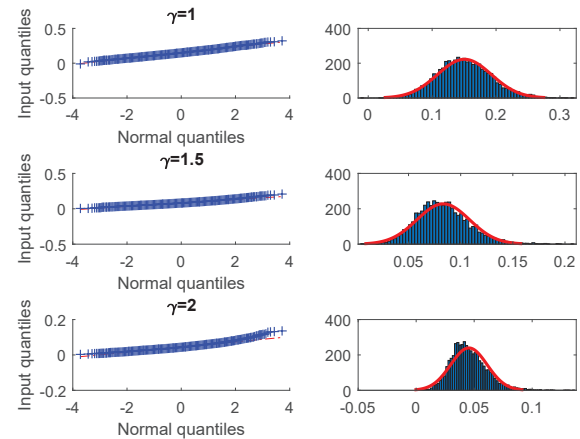 γ=1
Input quantiles
0.5
0
-0.5
-4 -2 0 2 4
Normal quantiles
400
200
0
0 0.1 0.2 0.3
γ=1.5
Input quantiles
0.5
0
-0.5
-4 -2 0 2 4
Normal quantiles
400
200
0
0.05 0.1 0.15 0.2
γ=2
Input quantiles
0.2
0
-0.2
-4 -2 0 2 4
Normal quantiles
400
200
0
-0.05 0 0.05 0.1